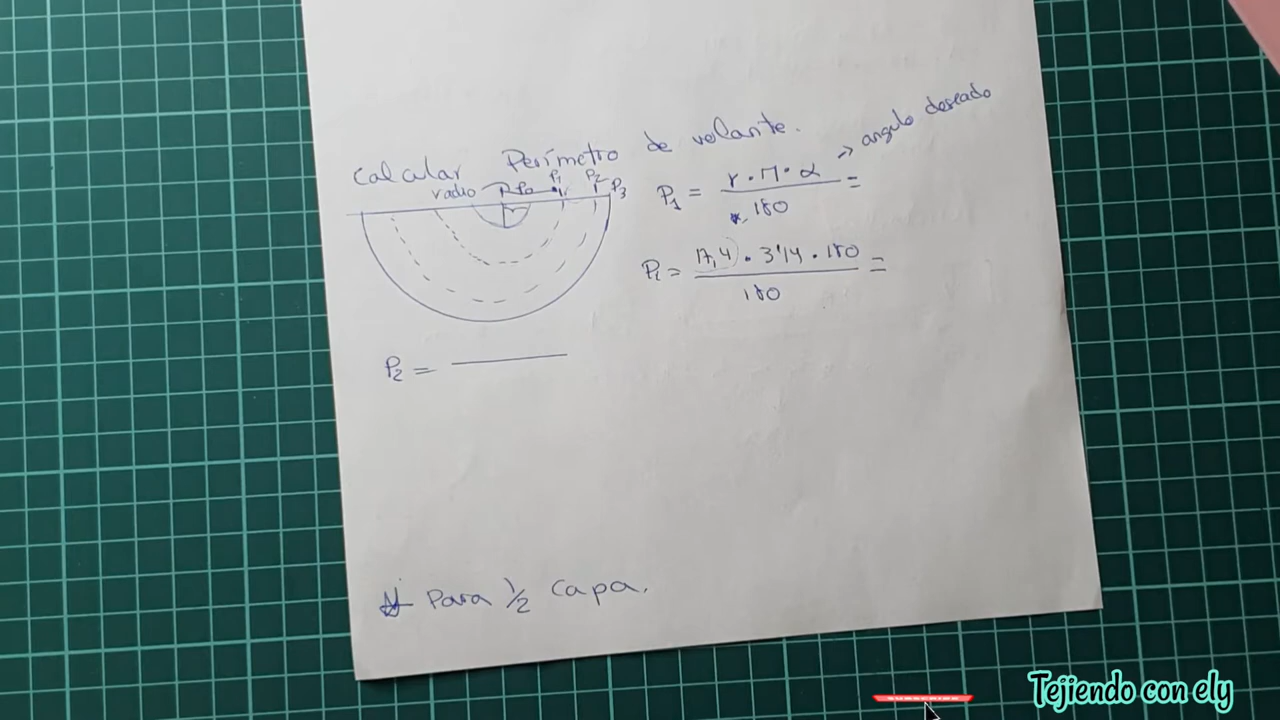 Calcular Perímetro de volante.
radio R P0 P1 P2 P3
P1 = r · π · α / 180 =
-> angulo deseado
P1 = 17,4 · 3'14 · 180 / 180 =
P2 =
Para 1/2 capa.
Tejiendo con ely